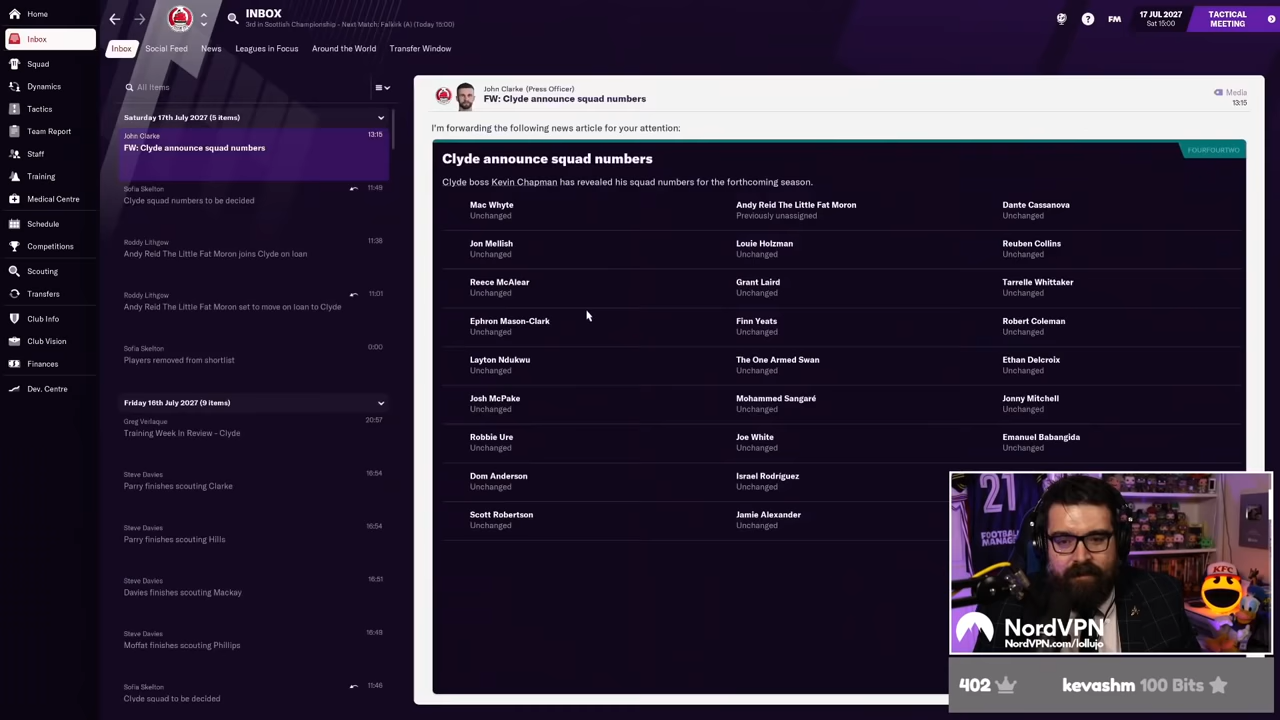 Home
Inbox
Squad
Dynamics
Tactics
Team Report
Staff
Training
Medical Centre
Schedule
Competitions
Scouting
Transfers
Club Info
Club Vision
Finances
Dev. Centre
INBOX
3rd in Scottish Championship - Next Match: Falkirk (A) (Today 15:00)
FM
17 JUL 2027
Sat 15:00
TACTICAL
MEETING
Inbox Social Feed News Leagues in Focus Around the World Transfer Window
All Items
Saturday 17th July 2027 (5 items)
John Clarke 13:15
FW: Clyde announce squad numbers
Sofia Skelton 11:49
Clyde squad numbers to be decided
Roddy Lithgow 11:38
Andy Reid The Little Fat Moron joins Clyde on loan
Roddy Lithgow 11:01
Andy Reid The Little Fat Moron set to move on loan to Clyde
Sofia Skelton 0:00
Players removed from shortlist
Friday 16th July 2027 (9 items)
Greg Verlaque 20:57
Training Week In Review - Clyde
Steve Davies 16:54
Parry finishes scouting Clarke
Steve Davies 16:54
Parry finishes scouting Hills
Steve Davies 16:51
Davies finishes scouting Mackay
Steve Davies 16:49
Moffat finishes scouting Phillips
Sofia Skelton 11:46
Clyde squad to be decided
John Clarke (Press Officer)
FW: Clyde announce squad numbers
Media
13:15
I'm forwarding the following news article for your attention:
Clyde announce squad numbers
FOURFOURTWO
Clyde boss Kevin Chapman has revealed his squad numbers for the forthcoming season.
Mac Whyte Andy Reid The Little Fat Moron Dante Cassanova
Unchanged Previously unassigned Unchanged
Jon Mellish Louie Holzman Reuben Collins
Unchanged Unchanged Unchanged
Reece McAlear Grant Laird Tarrelle Whittaker
Unchanged Unchanged Unchanged
Ephron Mason-Clark Finn Yeats Robert Coleman
Unchanged Unchanged Unchanged
Layton Ndukwu The One Armed Swan Ethan Delcroix
Unchanged Unchanged Unchanged
Josh McPake Mohammed Sangaré Jonny Mitchell
Unchanged Unchanged Unchanged
Robbie Ure Joe White Emanuel Babangida
Unchanged Unchanged Unchanged
Dom Anderson Israel Rodríguez
Unchanged Unchanged
Scott Robertson Jamie Alexander
Unchanged Unchanged
21
FOOTBALL
KFC
NordVPN
NordVPN.com/lollujo
402 kevashm 100 Bits